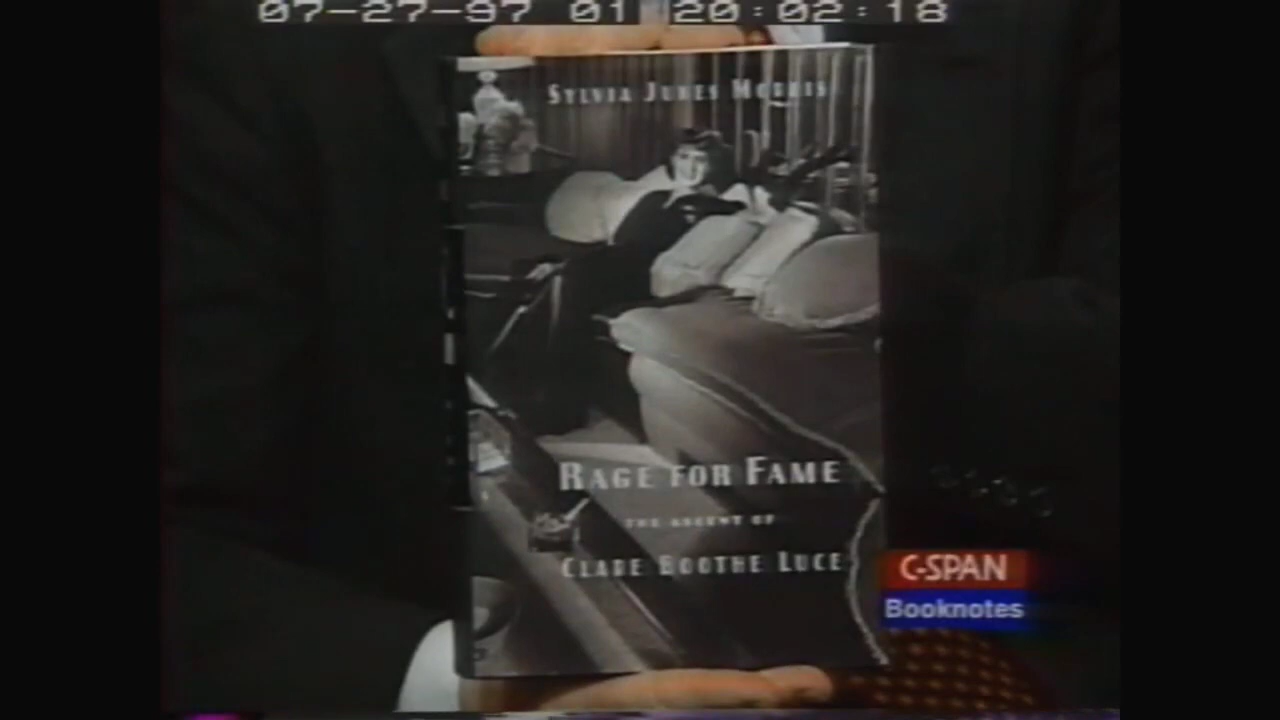 07-27-97 01 20:02:18
SYLVIA JUKES MORRIS
RAGE FOR FAME
THE ASCENT OF
CLARE BOOTHE LUCE
C-SPAN
Booknotes